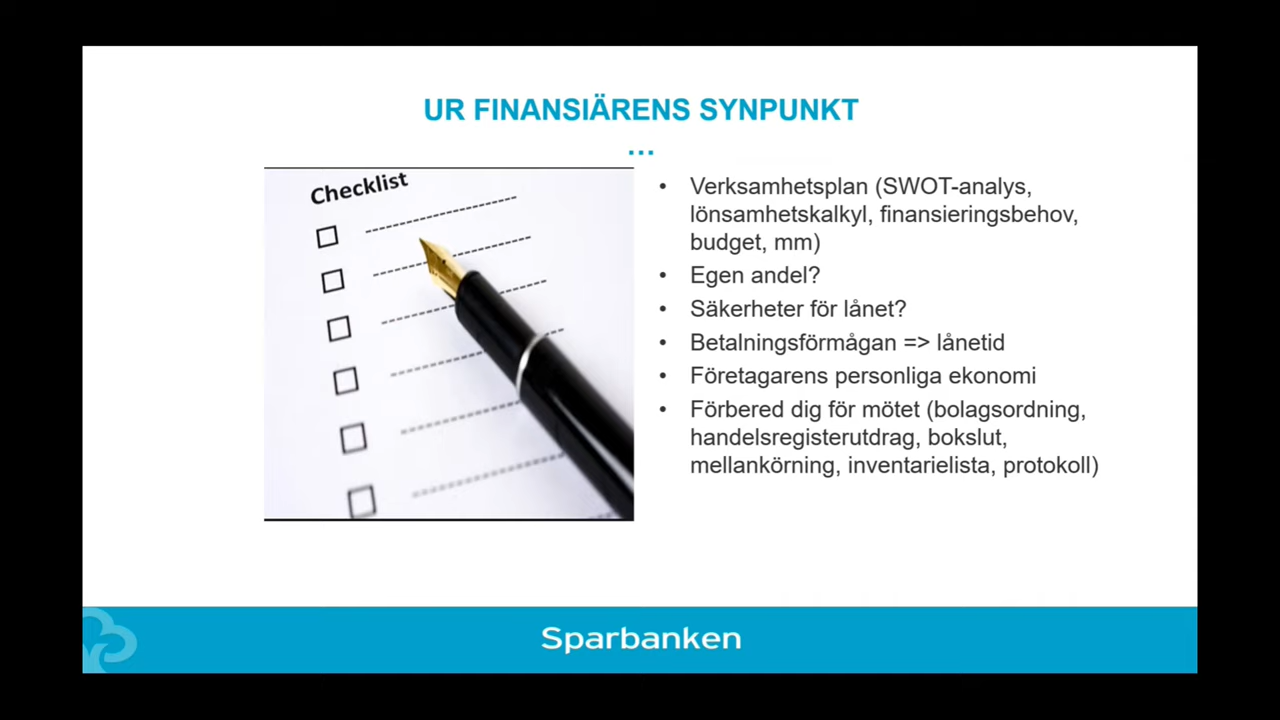 UR FINANSIÄRENS SYNPUNKT
...
Checklist
• Verksamhetsplan (SWOT-analys,
lönsamhetskalkyl, finansieringsbehov,
budget, mm)
• Egen andel?
• Säkerheter för lånet?
• Betalningsförmågan => lånetid
• Företagarens personliga ekonomi
• Förbered dig för mötet (bolagsordning,
handelsregisterutdrag, bokslut,
mellankörning, inventarielista, protokoll)
Sparbanken